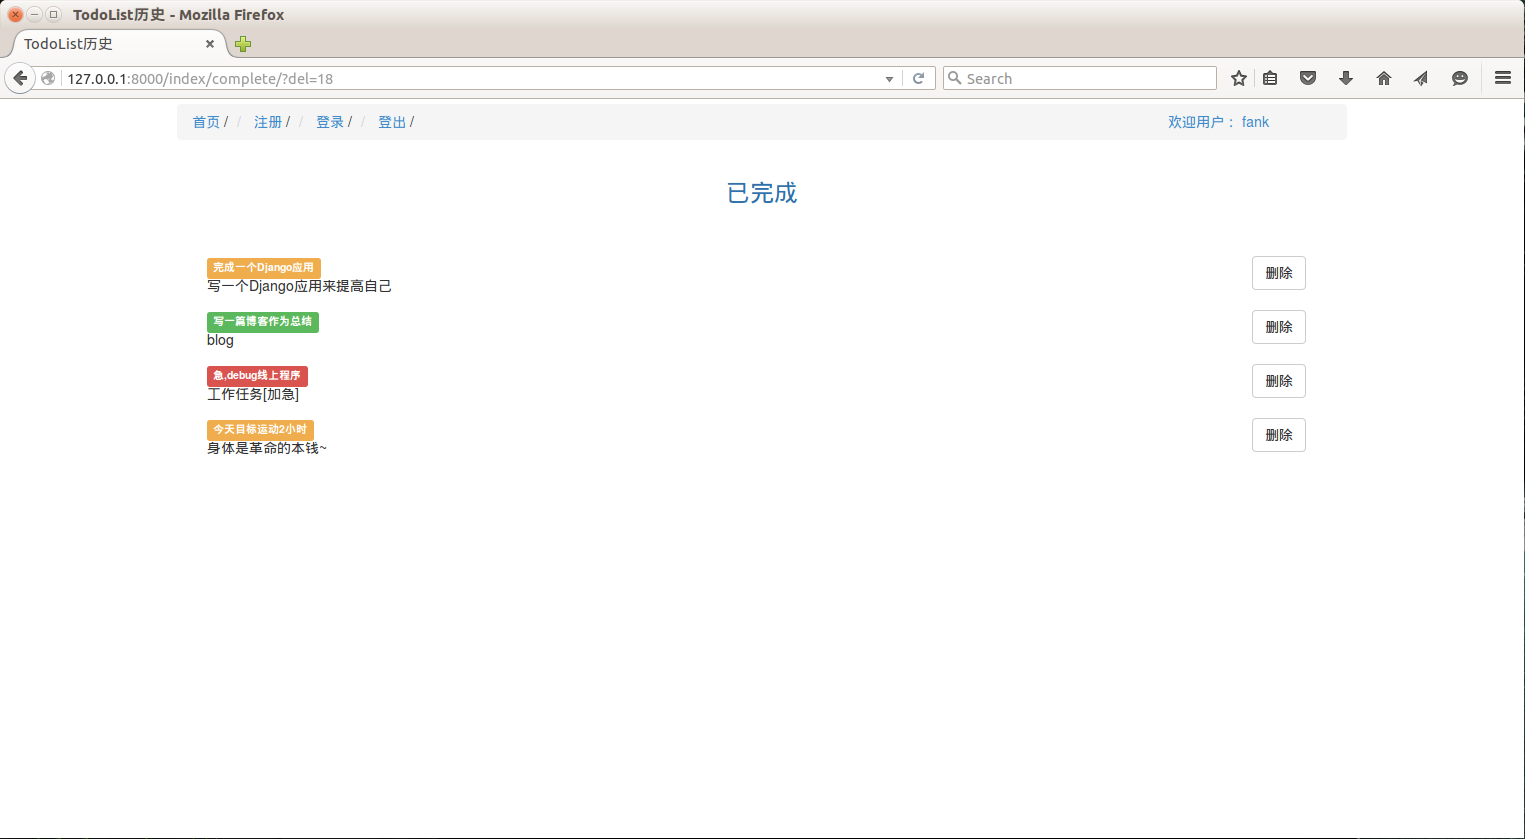 TodoList历史 - Mozilla Firefox
TodoList历史
127.0.0.1:8000/index/complete/?del=18
Search
首页 / / 注册 / / 登录 / / 登出 / 欢迎用户 : fank
已完成
完成一个Django应用
写一个Django应用来提高自己
删除
写一篇博客作为总结
blog
删除
急,debug线上程序
工作任务[加急]
删除
今天目标运动2小时
身体是革命的本钱~
删除